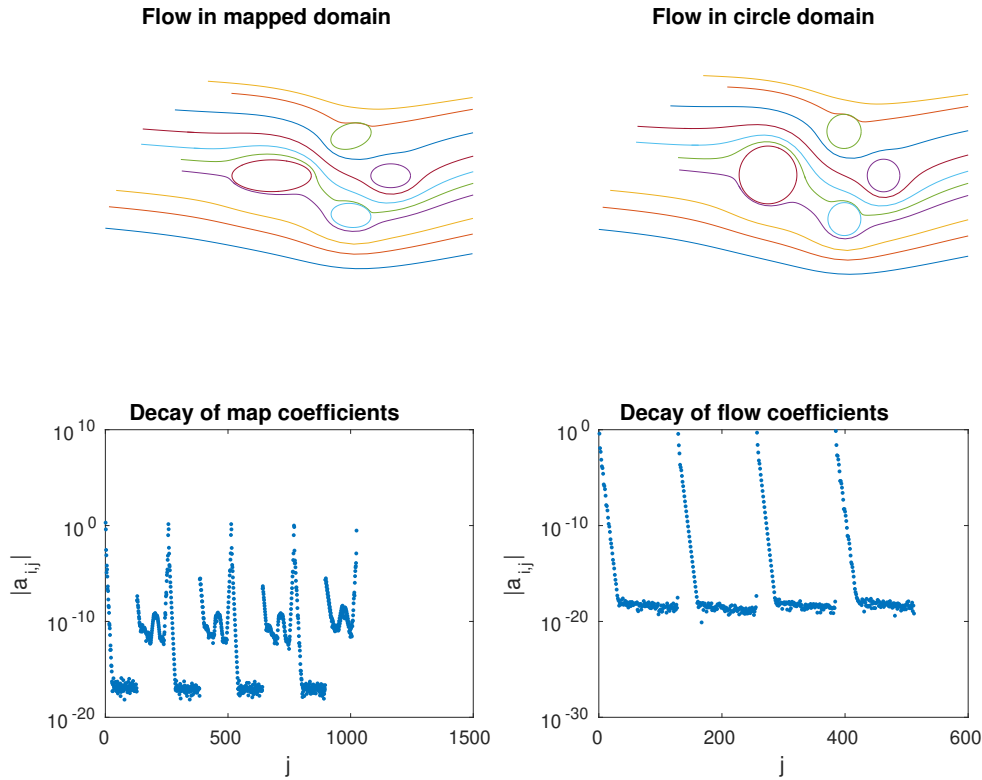 Flow in mapped domain
Flow in circle domain
Decay of map coefficients
10^10
10^0
10^-10
10^-20
|a_i,j|
0
500
1000
1500
j
Decay of flow coefficients
10^0
10^-10
10^-20
10^-30
|a_i,j|
0
200
400
600
j